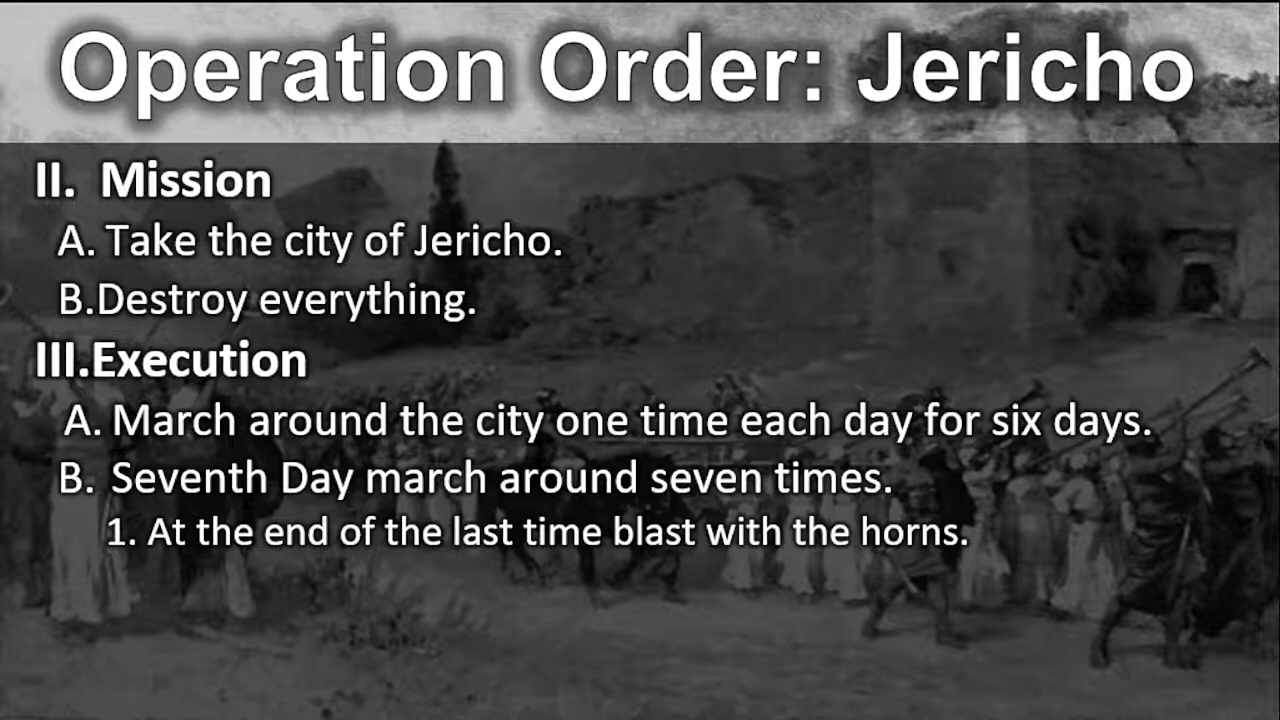 Operation Order: Jericho
II. Mission
A. Take the city of Jericho.
B.Destroy everything.
III.Execution
A. March around the city one time each day for six days.
B. Seventh Day march around seven times.
1. At the end of the last time blast with the horns.